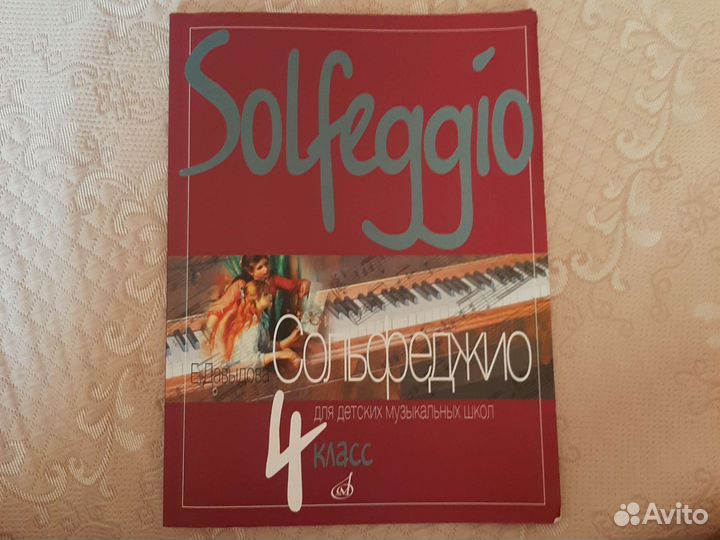 Solfeggio
Е. Давыдова
Сольфеджио
для детских музыкальных школ
4 класс
Avito